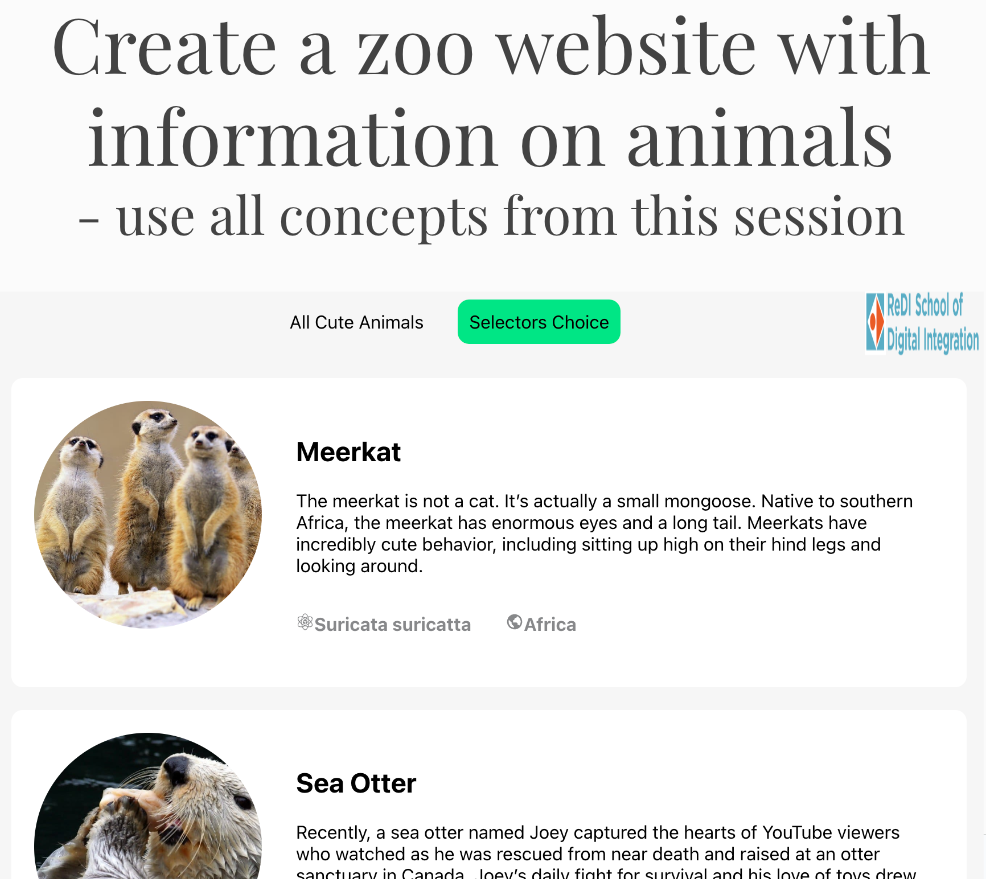 Create a zoo website with
information on animals
- use all concepts from this session
All Cute Animals
Selectors Choice
ReDI School of
Digital Integration
Meerkat
The meerkat is not a cat. It’s actually a small mongoose. Native to southern
Africa, the meerkat has enormous eyes and a long tail. Meerkats have
incredibly cute behavior, including sitting up high on their hind legs and
looking around.
Suricata suricatta
Africa
Sea Otter
Recently, a sea otter named Joey captured the hearts of YouTube viewers
who watched as he was rescued from near death and raised at an otter
sanctuary in Canada. Joey’s daily fight for survival and his love of toys drew